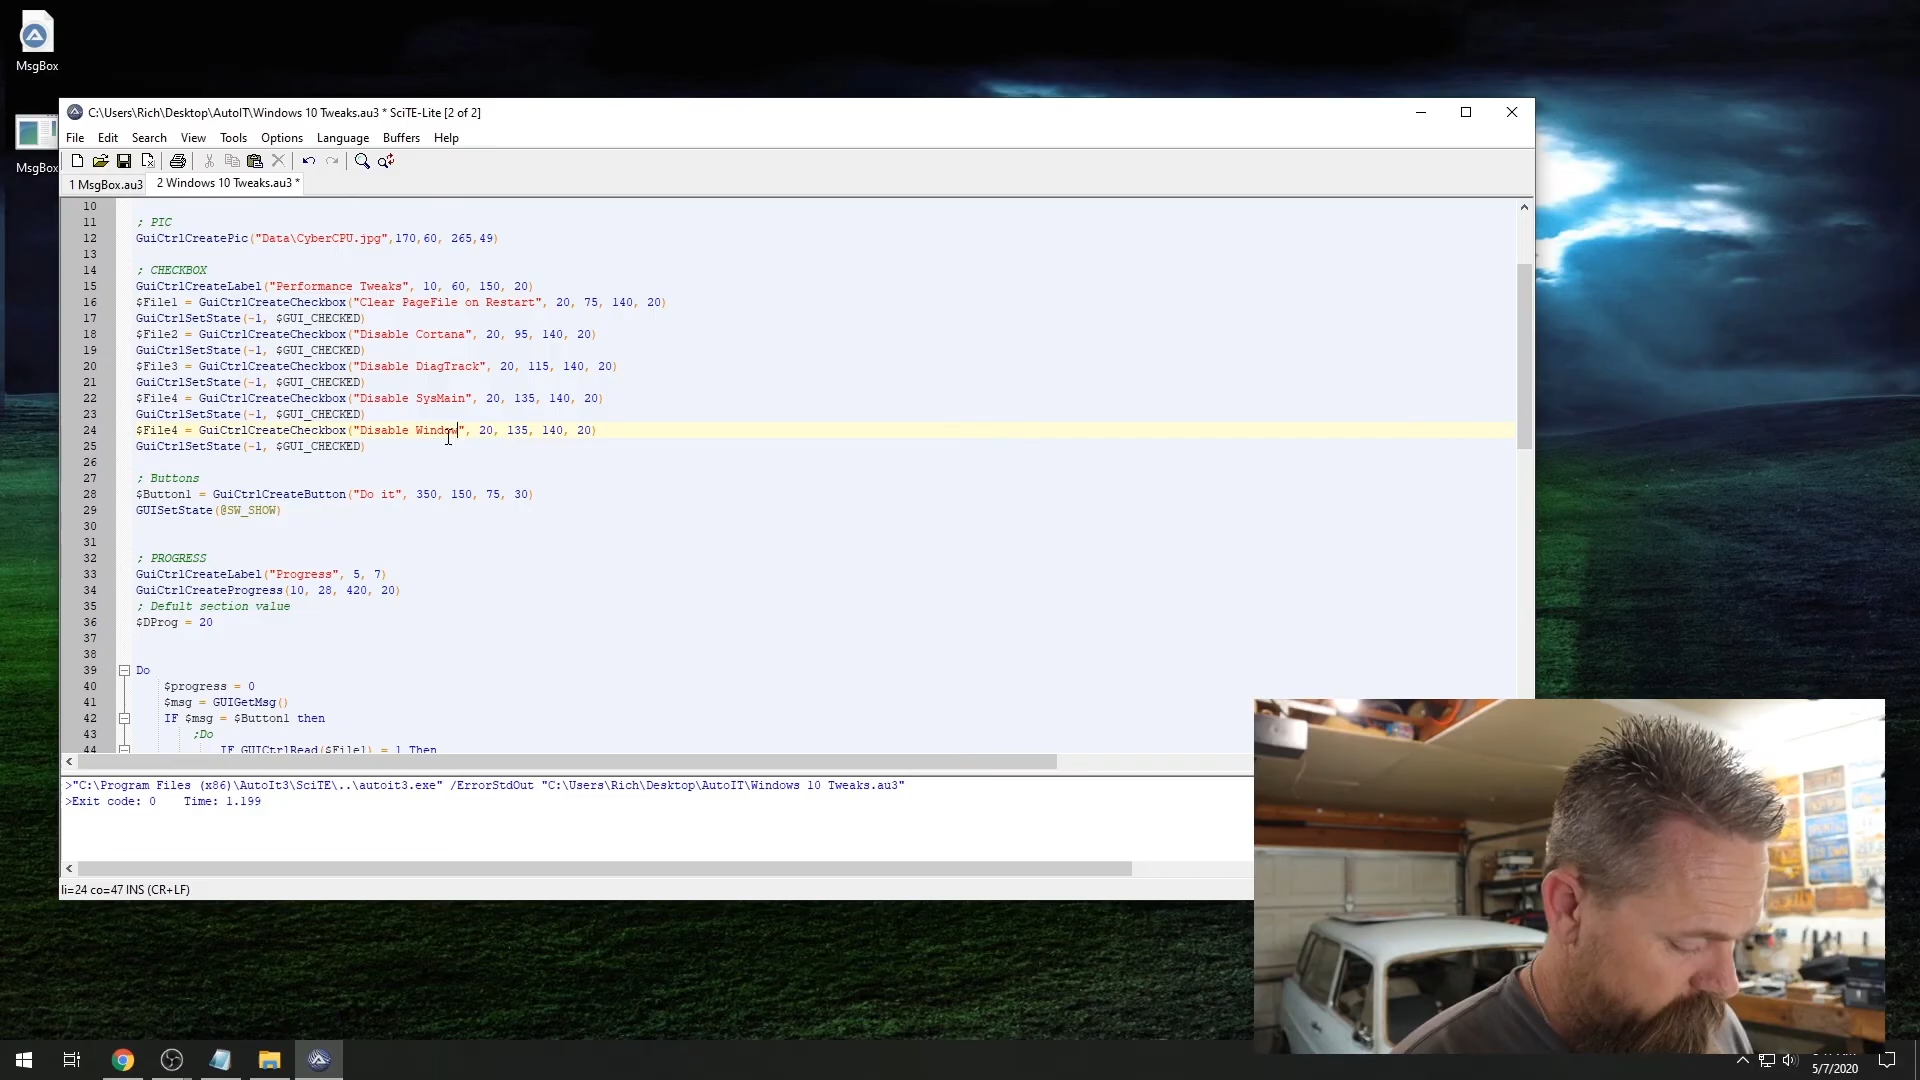 MsgBox
MsgBox
C:\Users\Rich\Desktop\AutoIT\Windows 10 Tweaks.au3 * SciTE-Lite [2 of 2]
File Edit Search View Tools Options Language Buffers Help
1 MsgBox.au3 2 Windows 10 Tweaks.au3 *
10
11 ; PIC
12 GuiCtrlCreatePic("Data\CyberCPU.jpg",170,60, 265,49)
13
14 ; CHECKBOX
15 GuiCtrlCreateLabel("Performance Tweaks", 10, 60, 150, 20)
16 $File1 = GuiCtrlCreateCheckbox("Clear PageFile on Restart", 20, 75, 140, 20)
17 GuiCtrlSetState(-1, $GUI_CHECKED)
18 $File2 = GuiCtrlCreateCheckbox("Disable Cortana", 20, 95, 140, 20)
19 GuiCtrlSetState(-1, $GUI_CHECKED)
20 $File3 = GuiCtrlCreateCheckbox("Disable DiagTrack", 20, 115, 140, 20)
21 GuiCtrlSetState(-1, $GUI_CHECKED)
22 $File4 = GuiCtrlCreateCheckbox("Disable SysMain", 20, 135, 140, 20)
23 GuiCtrlSetState(-1, $GUI_CHECKED)
24 $File4 = GuiCtrlCreateCheckbox("Disable Window", 20, 135, 140, 20)
25 GuiCtrlSetState(-1, $GUI_CHECKED)
26
27 ; Buttons
28 $Button1 = GuiCtrlCreateButton("Do it", 350, 150, 75, 30)
29 GUISetState(@SW_SHOW)
30
31
32 ; PROGRESS
33 GuiCtrlCreateLabel("Progress", 5, 7)
34 GuiCtrlCreateProgress(10, 28, 420, 20)
35 ; Defult section value
36 $DProg = 20
37
38
39 Do
40 $progress = 0
41 $msg = GUIGetMsg()
42 IF $msg = $Button1 then
43 ;Do
44 IF GUICtrlRead($File1) = 1 Then
>"C:\Program Files (x86)\AutoIt3\SciTE\..\autoit3.exe" /ErrorStdOut "C:\Users\Rich\Desktop\AutoIT\Windows 10 Tweaks.au3"
>Exit code: 0 Time: 1.199
li=24 co=47 INS (CR+LF)
5/7/2020